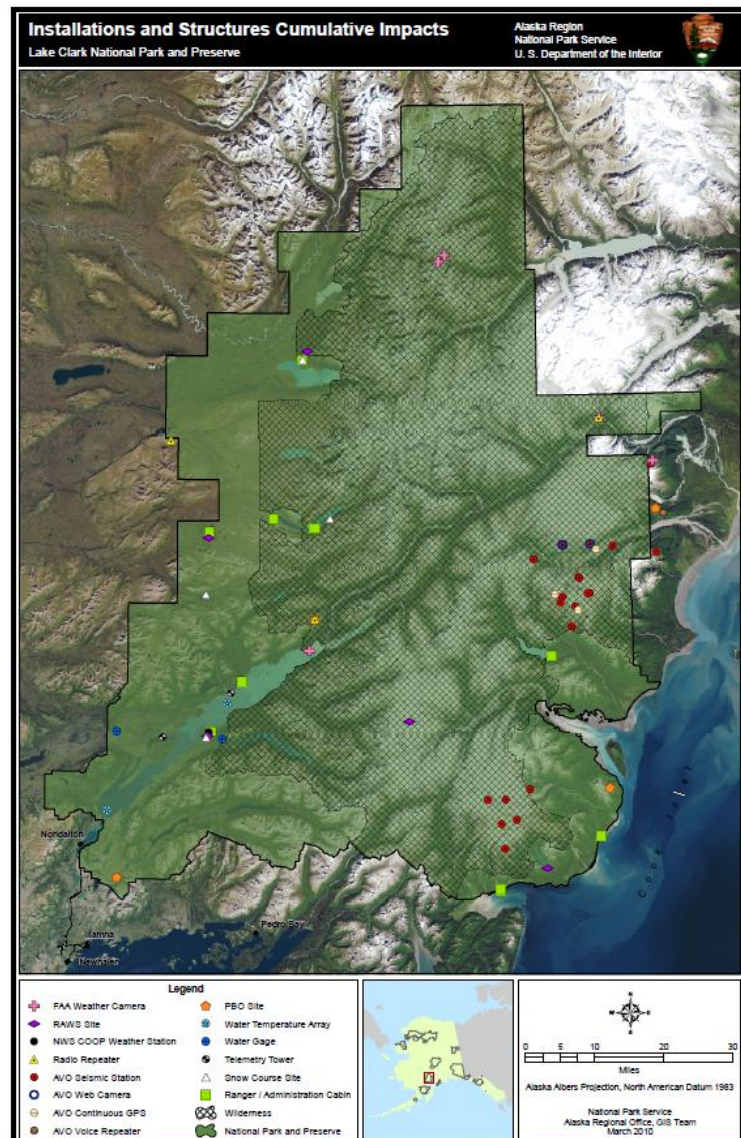 Installations and Structures Cumulative Impacts
Lake Clark National Park and Preserve
Alaska Region
National Park Service
U. S. Department of the Interior
Cook Inlet
Nondalton
Pedro Bay
Iliamna
Newhalen
Legend
FAA Weather Camera
RAWS Site
NWS COOP Weather Station
Radio Repeater
AVO Seismic Station
AVO Web Camera
AVO Continuous GPS
AVO Voice Repeater
PBO Site
Water Temperature Array
Water Gage
Telemetry Tower
Snow Course Site
Ranger / Administration Cabin
Wilderness
National Park and Preserve
N
W
E
S
0 5 10 20 30
Miles
Alaska Albers Projection, North American Datum 1983
National Park Service
Alaska Regional Office, GIS Team
March 2010